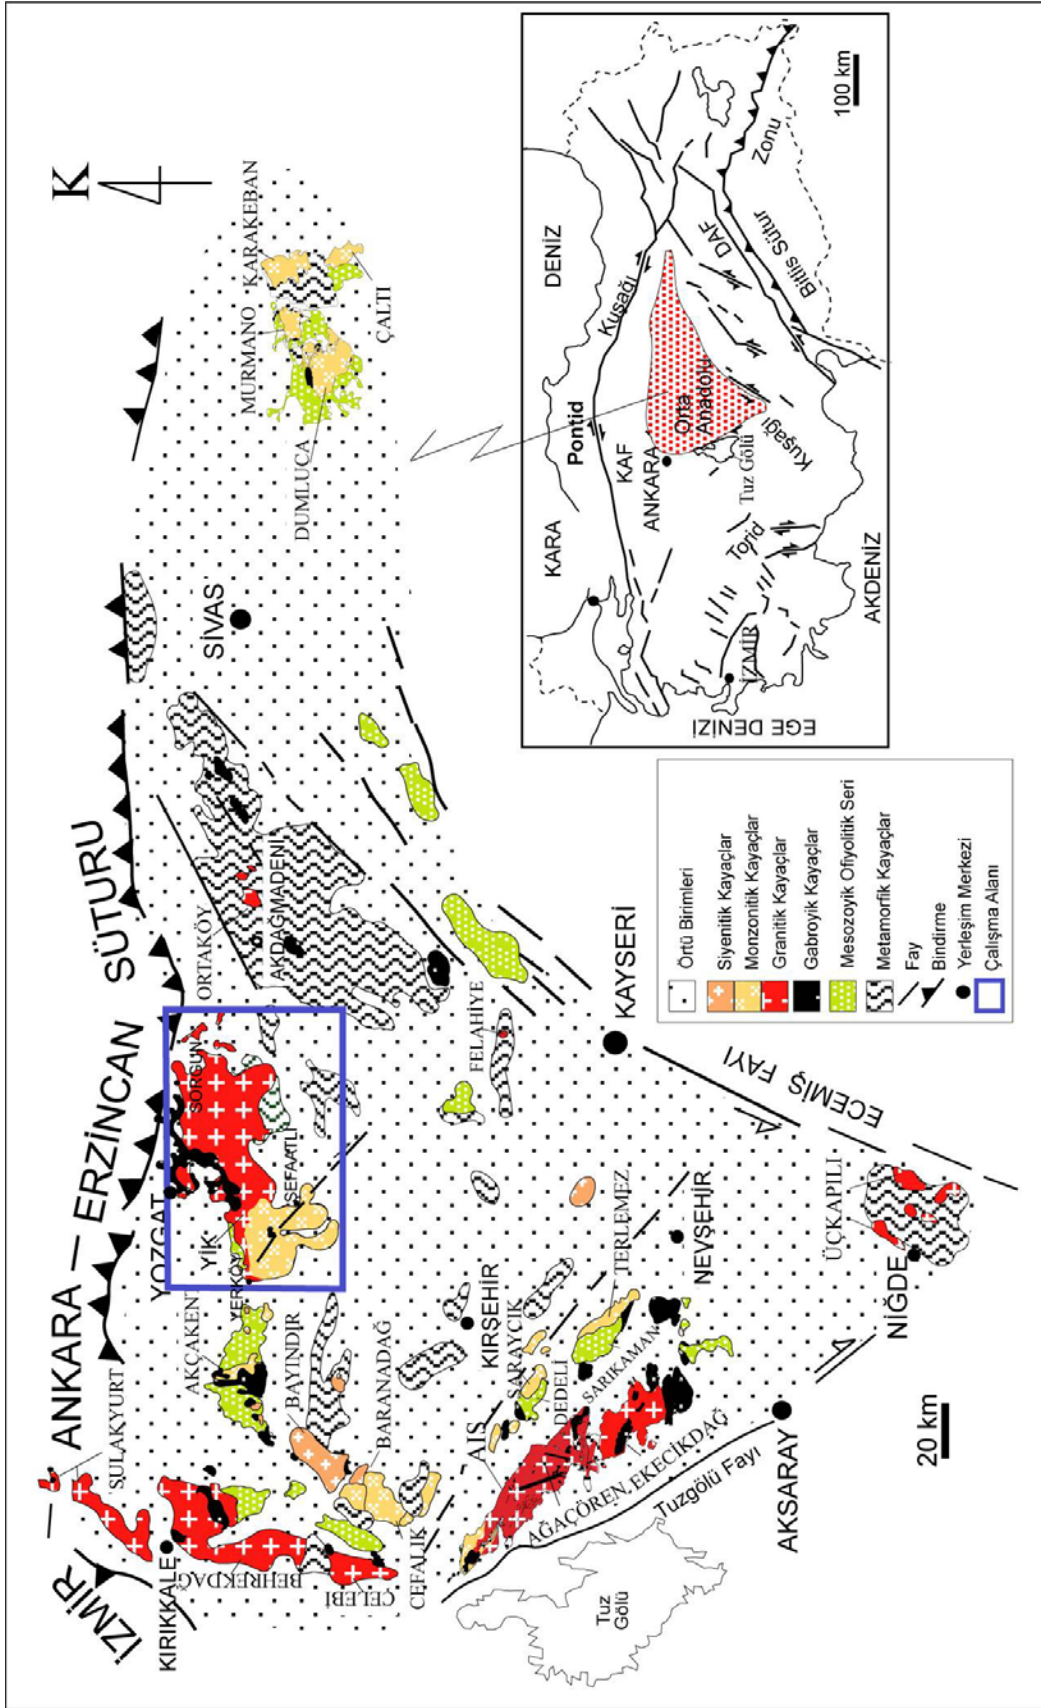 K
İZMİR - ANKARA – ERZİNCAN SÜTURU
SULAKYURT
KIRIKKALE
BEHREKDAĞ
ÇELEBİ
CEFALIK
BARANADAĞ
BAYINDIR
AKÇAKENT
YERKÖY
YİK
YOZGAT
ŞEFAATLİ
SORGUN
ORTAKÖY
AKDAĞMADENİ
SİVAS
DUMLUCA
MURMANO
KARAKEBAN
ÇALTI
FELAHİYE
KAYSERİ
KIRŞEHİR
SARAYCIK
AIS
DEDELİ
TERLEMEZ
SARIKAMAN
NEVŞEHİR
AĞAÇÖREN EKECİKDAĞ
Tuzgölü Fayı
Tuz
Gölü
AKSARAY
NİĞDE
ÜÇKAPILI
ECEMİŞ FAYI
20 km
Örtü Birimleri
Siyenitik Kayaçlar
Monzonitik Kayaçlar
Granitik Kayaçlar
Gabroyik Kayaçlar
Mesozoyik Ofiyolitik Seri
Metamorfik Kayaçlar
Fay
Bindirme
Yerleşim Merkezi
Çalışma Alanı
KARA
DENİZ
Pontid
Kuşağı
KAF
ANKARA
Orta
Anadolu
Tuz Gölü
Torid
Kuşağı
DAF
Bitlis Sütur
Zonu
İZMİR
EGE DENİZİ
AKDENİZ
100 km